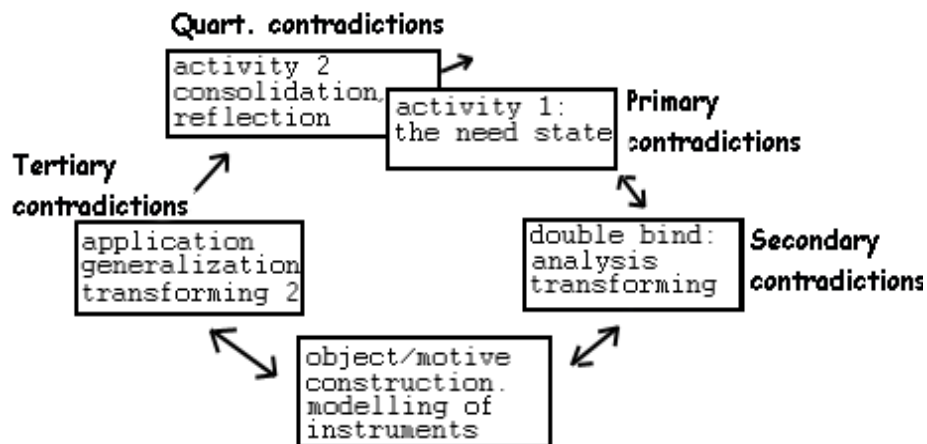 Quart. contradictions
activity 2
consolidation,
reflection
activity 1:
the need state
Primary
contradictions
Tertiary
contradictions
application
generalization
transforming 2
double bind:
analysis
transforming
Secondary
contradictions
object/motive
construction.
modelling of
instruments